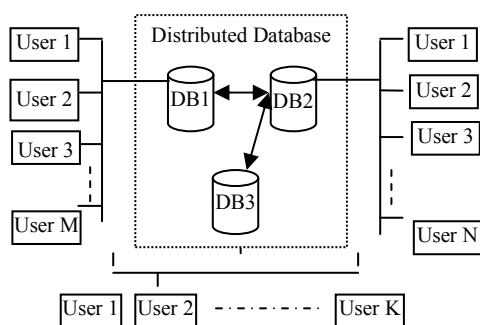 Distributed Database
User 1
User 2
User 3
User M
DB1
DB2
DB3
User 1
User 2
User 3
User N
User 1
User 2
User K